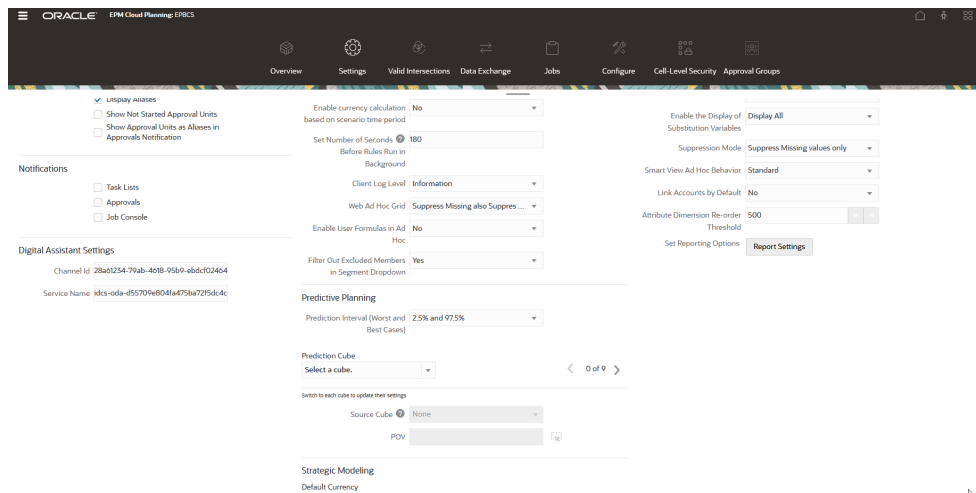 ORACLE EPM Cloud Planning: EPBCS
Overview Settings Valid Intersections Data Exchange Jobs Configure Cell-Level Security Approval Groups
Display Aliases
Show Not Started Approval Units
Show Approval Units as Aliases in
Approvals Notification
Notifications
Task Lists
Approvals
Job Console
Digital Assistant Settings
Channel Id 28a61234-79ab-4618-95b9-ebdcf02464
Service Name idcs-oda-d55709e804fa475ba72f5dc4c
Enable currency calculation No
based on scenario time period
Set Number of Seconds 180
Before Rules Run in
Background
Client Log Level Information
Web Ad Hoc Grid Suppress Missing also Suppres ...
Enable User Formulas in Ad No
Hoc
Filter Out Excluded Members Yes
in Segment Dropdown
Predictive Planning
Prediction Interval (Worst and 2.5% and 97.5%
Best Cases)
Prediction Cube
Select a cube. 0 of 9
Switch to each cube to update their settings
Source Cube None
POV
Strategic Modeling
Default Currency
Enable the Display of Display All
Substitution Variables
Suppression Mode Suppress Missing values only
Smart View Ad Hoc Behavior Standard
Link Accounts by Default No
Attribute Dimension Re-order 500
Threshold
Set Reporting Options Report Settings